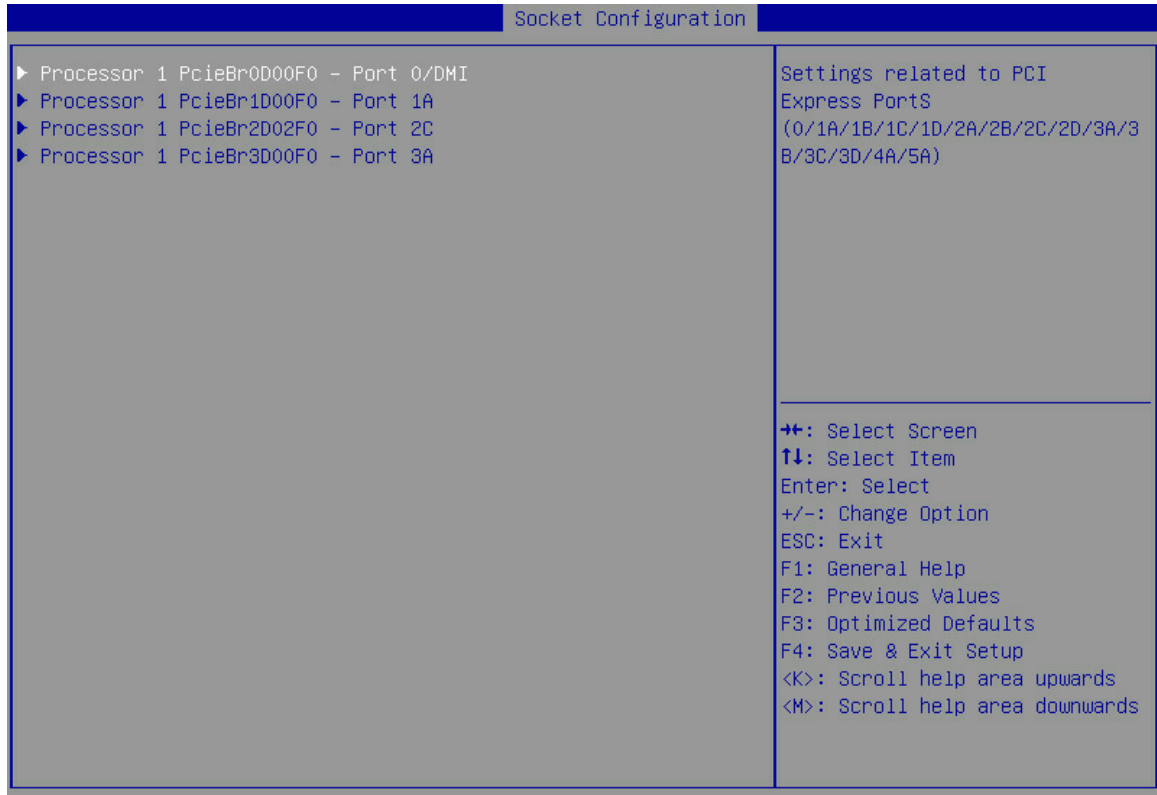 Socket Configuration
▶ Processor 1 PcieBr0D00F0 - Port 0/DMI
▶ Processor 1 PcieBr1D00F0 - Port 1A
▶ Processor 1 PcieBr2D02F0 - Port 2C
▶ Processor 1 PcieBr3D00F0 - Port 3A
Settings related to PCI
Express PortS
(0/1A/1B/1C/1D/2A/2B/2C/2D/3A/3
B/3C/3D/4A/5A)
→←: Select Screen
↑↓: Select Item
Enter: Select
+/-: Change Option
ESC: Exit
F1: General Help
F2: Previous Values
F3: Optimized Defaults
F4: Save & Exit Setup
<K>: Scroll help area upwards
<M>: Scroll help area downwards